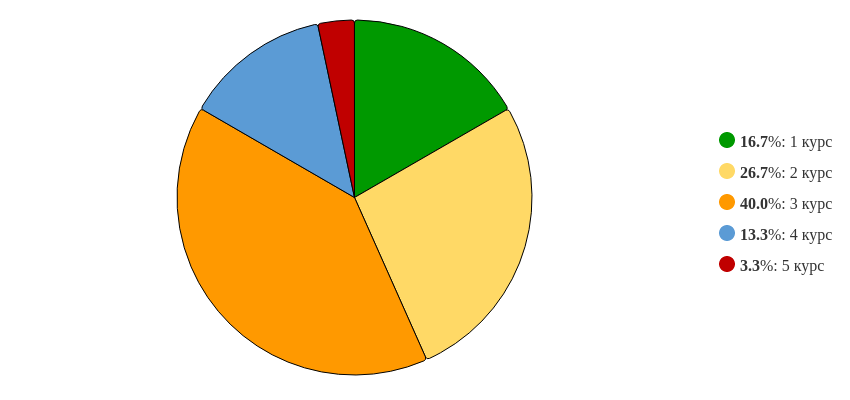 16.7%: 1 курс
26.7%: 2 курс
40.0%: 3 курс
13.3%: 4 курс
3.3%: 5 курс